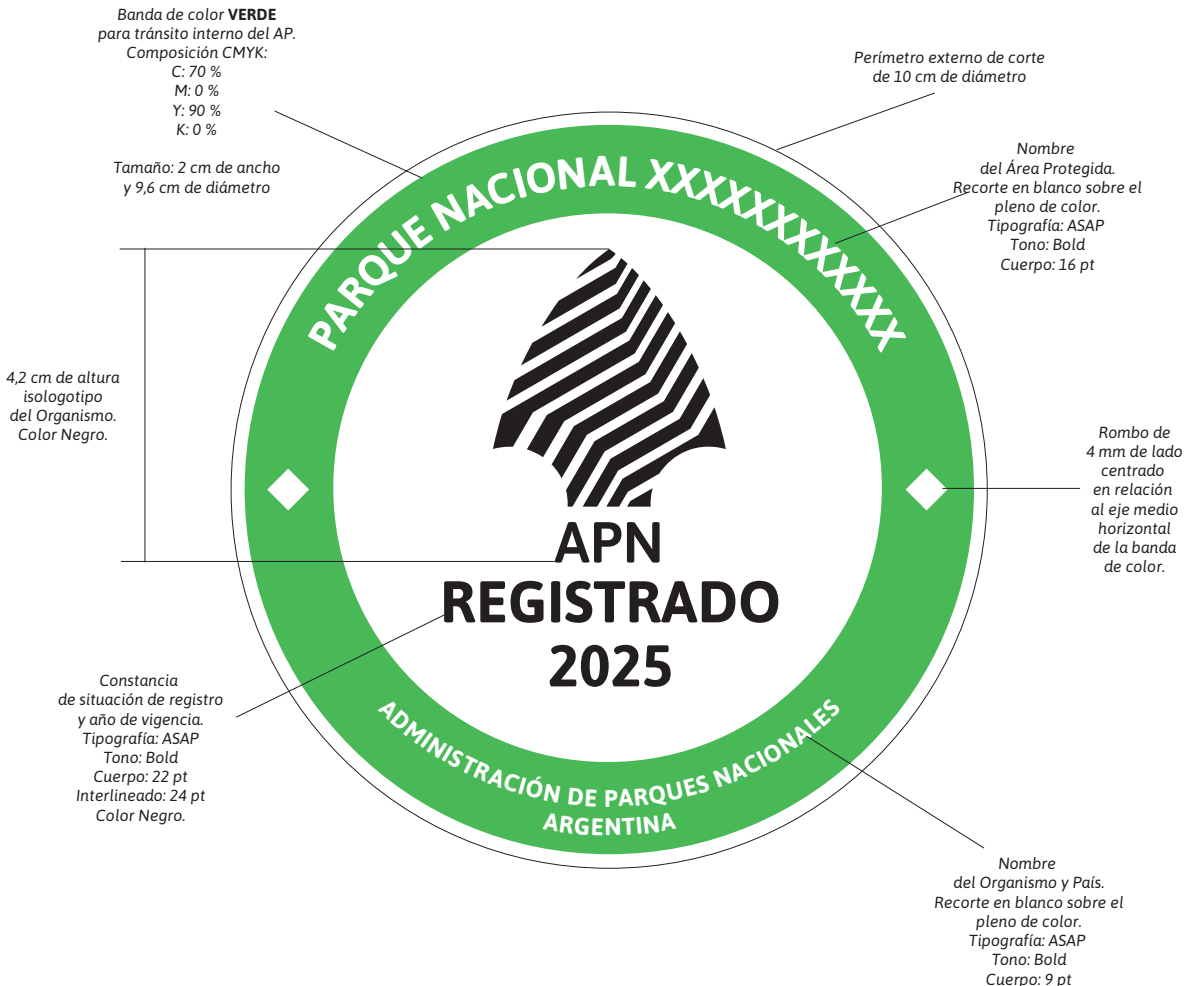 Banda de color VERDE
para tránsito interno del AP.
Composición CMYK:
C: 70 %
M: 0 %
Y: 90 %
K: 0 %
Tamaño: 2 cm de ancho
y 9,6 cm de diámetro
Perímetro externo de corte
de 10 cm de diámetro
Nombre
del Área Protegida.
Recorte en blanco sobre el
pleno de color.
Tipografía: ASAP
Tono: Bold
Cuerpo: 16 pt
PARQUE NACIONAL XXXXXXXXXXXXX
4,2 cm de altura
isologotipo
del Organismo.
Color Negro.
Rombo de
4 mm de lado
centrado
en relación
al eje medio
horizontal
de la banda
de color.
APN
REGISTRADO
2025
Constancia
de situación de registro
y año de vigencia.
Tipografía: ASAP
Tono: Bold
Cuerpo: 22 pt
Interlineado: 24 pt
Color Negro.
ADMINISTRACIÓN DE PARQUES NACIONALES
ARGENTINA
Nombre
del Organismo y País.
Recorte en blanco sobre el
pleno de color.
Tipografía: ASAP
Tono: Bold
Cuerpo: 9 pt